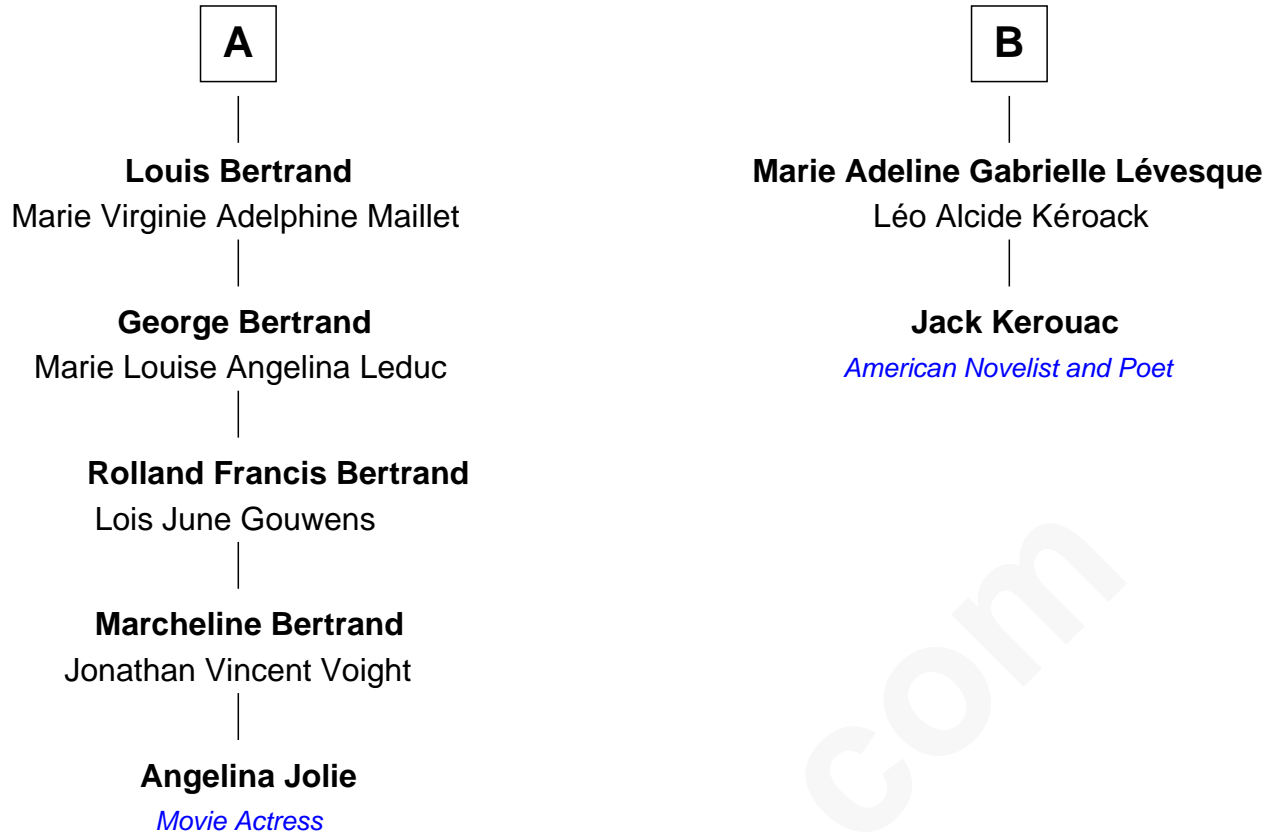 A
Louis Bertrand
Marie Virginie Adelphine Maillet
George Bertrand
Marie Louise Angelina Leduc
Rolland Francis Bertrand
Lois June Gouwens
Marcheline Bertrand
Jonathan Vincent Voight
Angelina Jolie
Movie Actress
B
Marie Adeline Gabrielle Lévesque
Léo Alcide Kéroack
Jack Kerouac
American Novelist and Poet
com